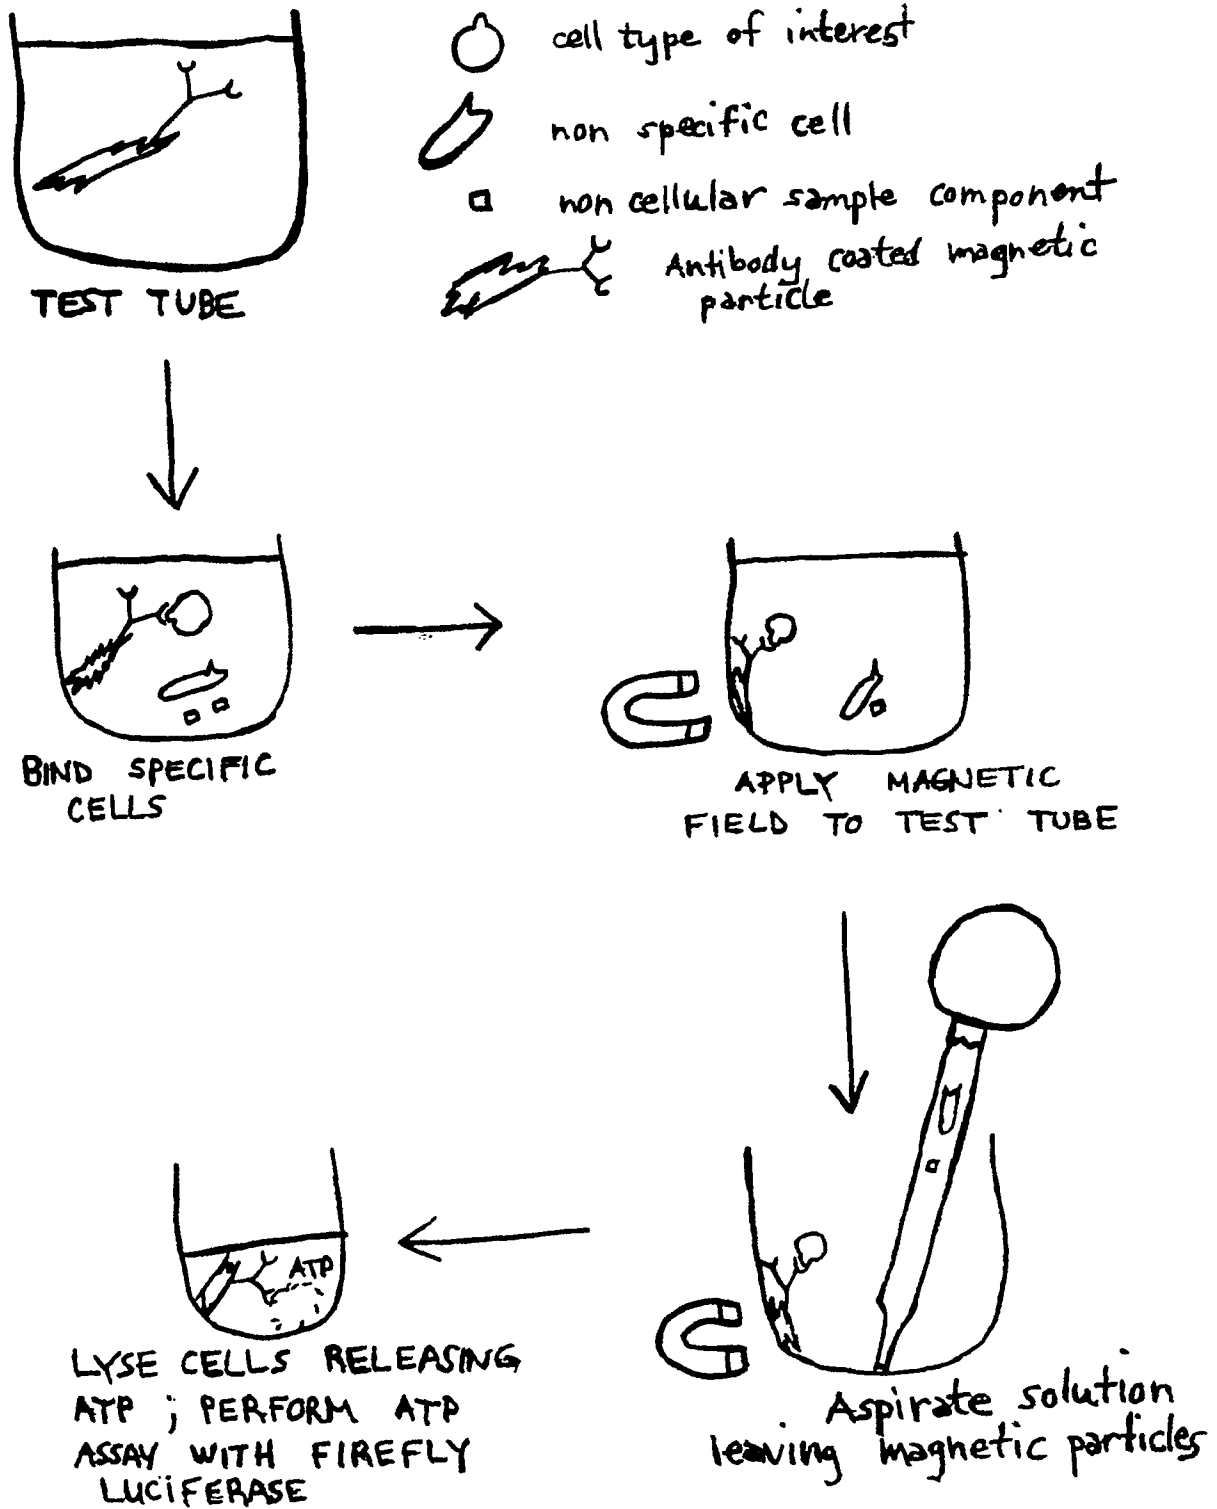 cell type of interest
non specific cell
non cellular sample component
Antibody coated magnetic
particle
TEST TUBE
BIND SPECIFIC
CELLS
APPLY MAGNETIC
FIELD TO TEST TUBE
Aspirate solution
leaving magnetic particles
ATP
LYSE CELLS RELEASING
ATP ; PERFORM ATP
ASSAY WITH FIREFLY
LUCIFERASE